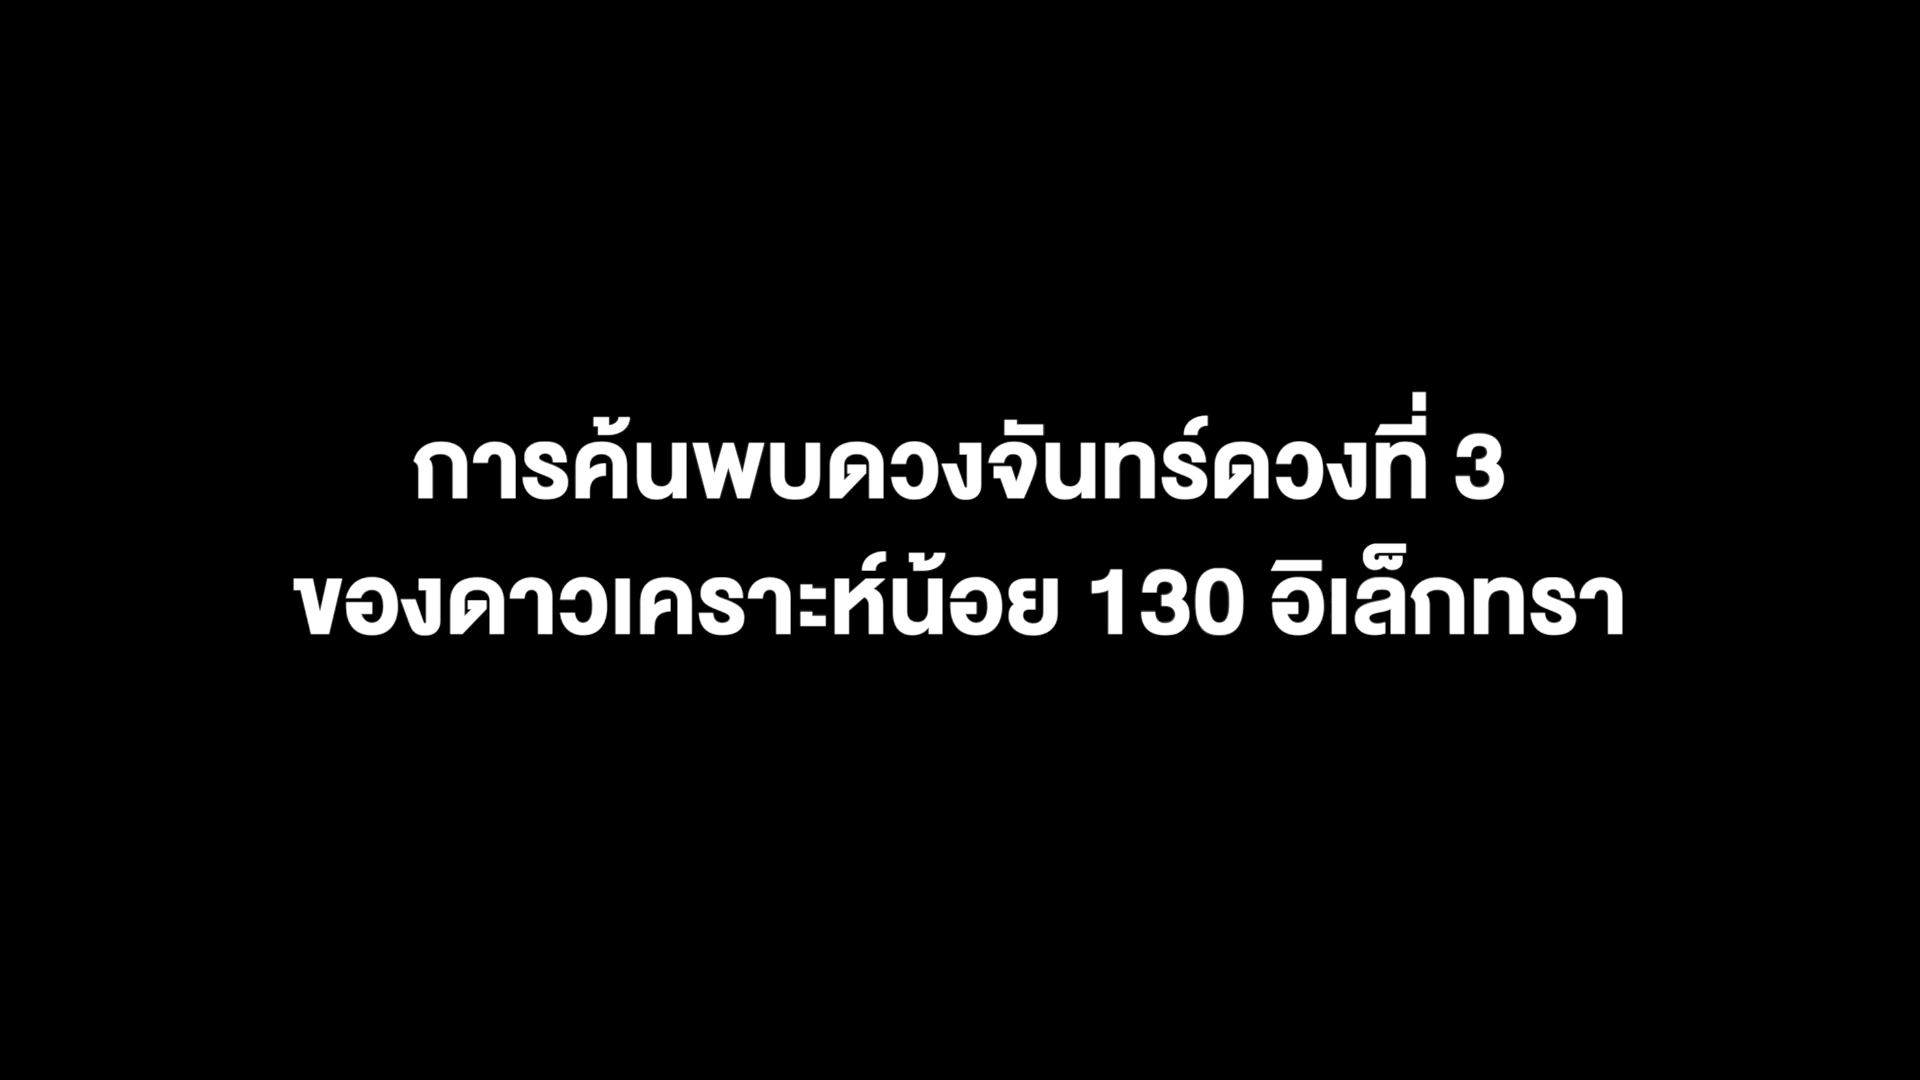 การค้นพบดวงจันทร์ดวงที่ 3
ของดาวเคราะห์น้อย 130 อิเล็กทรา